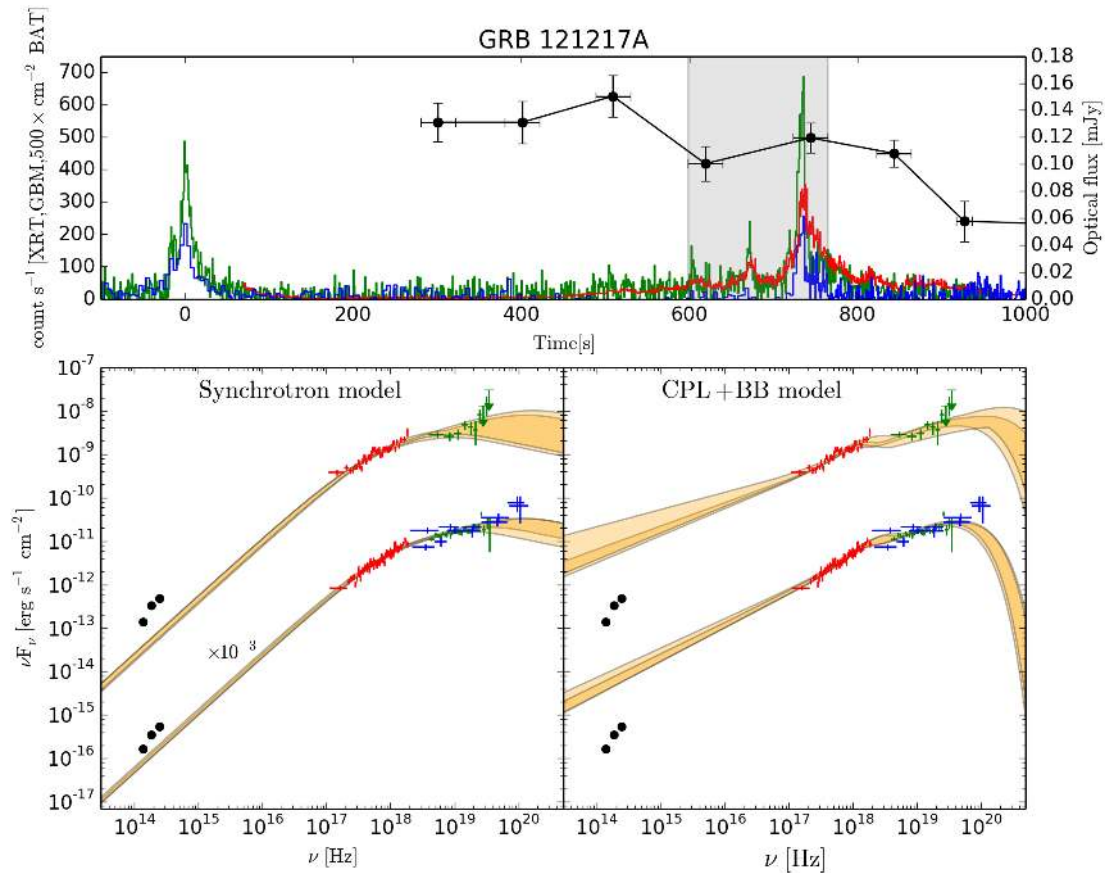 GRB 121217A
count s⁻¹ [XRT,GBM,500×cm⁻² BAT]
700
600
500
400
300
200
100
0
0.18
0.16
0.14
0.12
0.10
0.08
0.06
0.04
0.02
0.00
Optical flux [mJy]
0 200 400 600 800 1000
Time[s]
Synchrotron model
CPL+BB model
10⁻⁷
10⁻⁸
10⁻⁹
10⁻¹⁰
10⁻¹¹
10⁻¹²
10⁻¹³
10⁻¹⁴
10⁻¹⁵
10⁻¹⁶
10⁻¹⁷
νFν [erg s⁻¹ cm⁻²]
×10 3
10¹⁴ 10¹⁵ 10¹⁶ 10¹⁷ 10¹⁸ 10¹⁹ 10²⁰
10¹⁴ 10¹⁵ 10¹⁶ 10¹⁷ 10¹⁸ 10¹⁹ 10²⁰
ν [Hz]
ν [Hz]